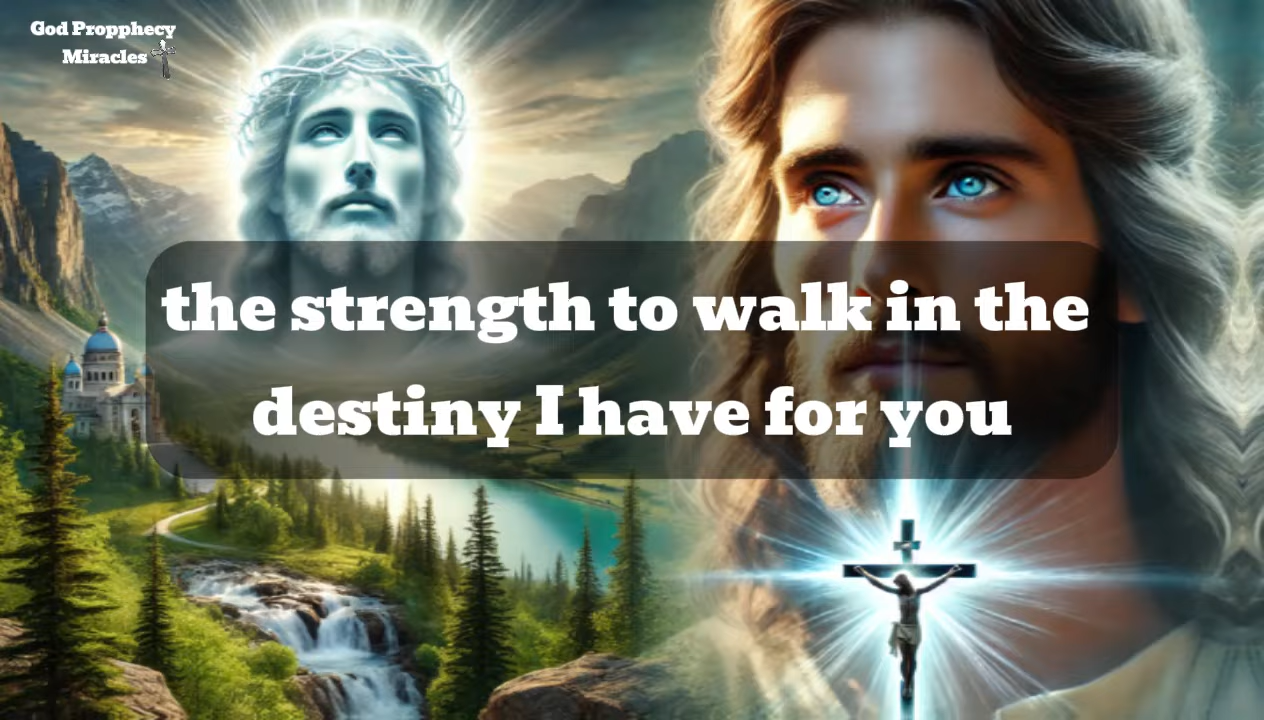 God Propphecy
Miracles
the strength to walk in the
destiny I have for you